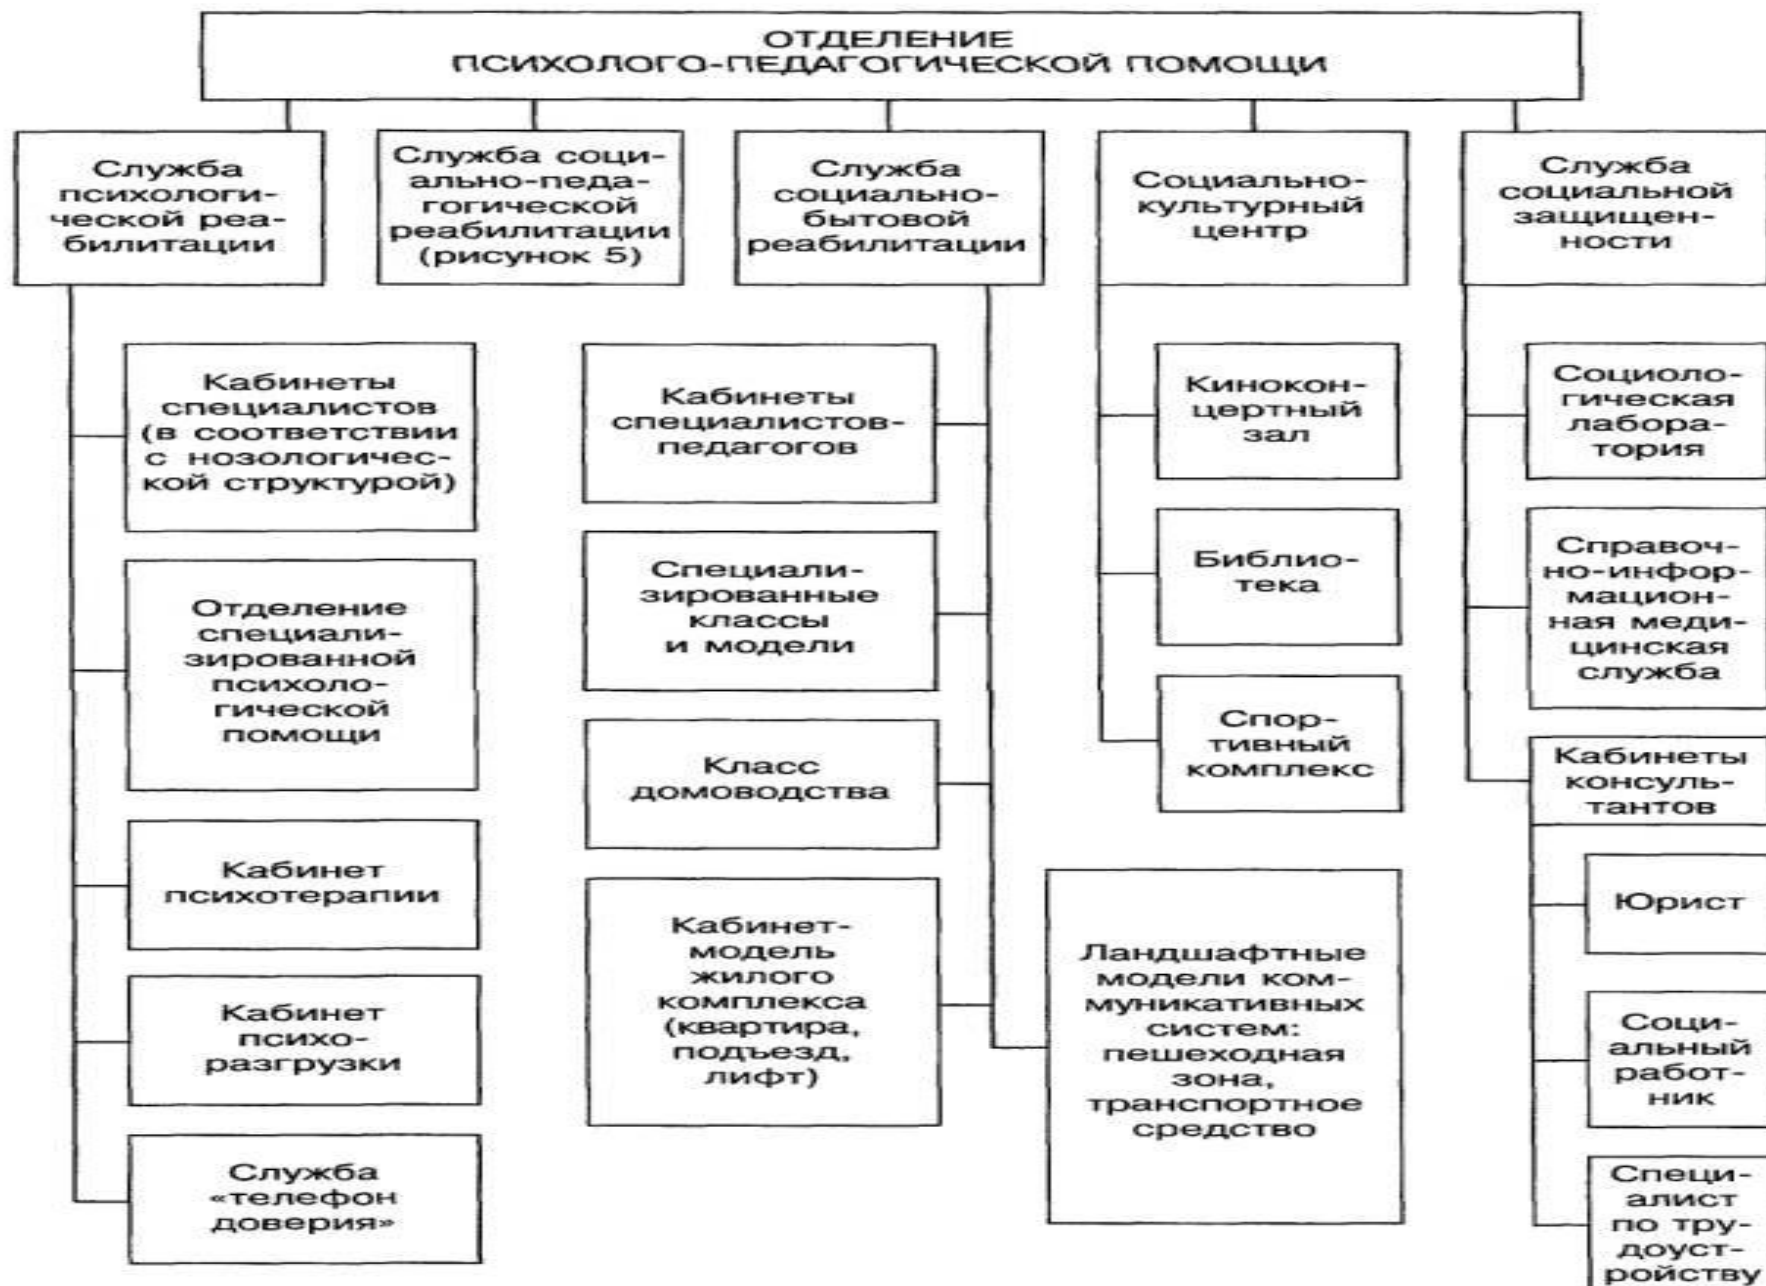 ОТДЕЛЕНИЕ
ПСИХОЛОГО-ПЕДАГОГИЧЕСКОЙ ПОМОЩИ
Служба
психологи-
ческой реа-
билитации
Служба соци-
ально-педа-
гогической
реабилитации
(рисунок 5)
Служба
социально-
бытовой
реабилитации
Социально-
культурный
центр
Служба
социальной
защищен-
ности
Кабинеты
специалистов
(в соответствии
с нозологичес-
кой структурой)
Отделение
специали-
зированной
психоло-
гической
помощи
Кабинет
психотерапии
Кабинет
психо-
разгрузки
Служба
«телефон
доверия»
Кабинеты
специалистов-
педагогов
Специали-
зированные
классы
и модели
Класс
домоводства
Кабинет-
модель
жилого
комплекса
(квартира,
подъезд,
лифт)
Ландшафтные
модели ком-
муникативных
систем:
пешеходная
зона,
транспортное
средство
Кинокон-
цертный
зал
Библио-
тека
Спор-
тивный
комплекс
Социоло-
гическая
лабора-
тория
Справоч-
но-инфор-
мацион-
ная меди-
цинская
служба
Кабинеты
консуль-
тантов
Юрист
Соци-
альный
работ-
ник
Специ-
алист
по тру-
доуст-
ройству